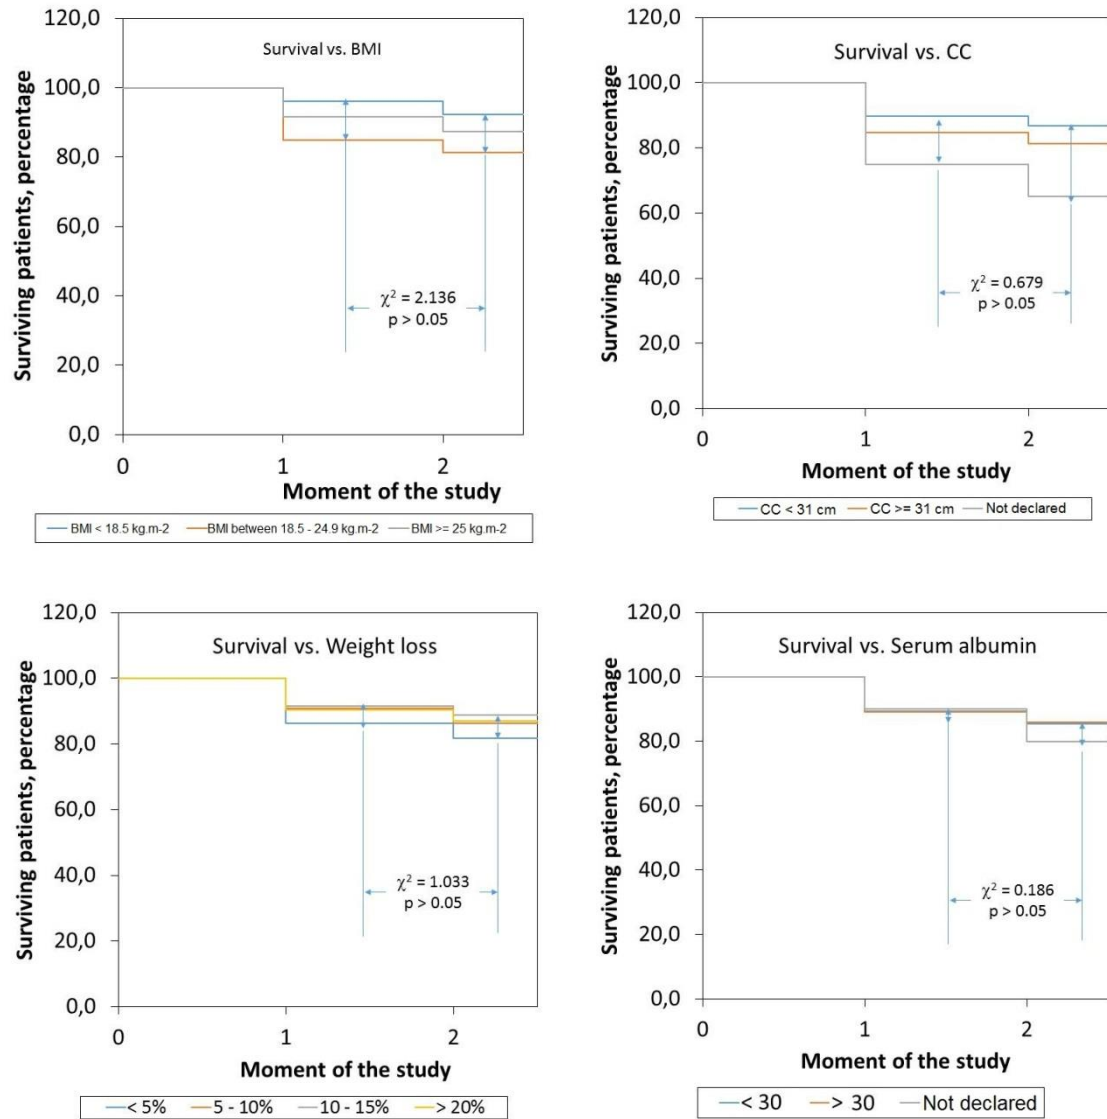 Survival vs. BMI
Surviving patients, percentage
120,0
100,0
80,0
60,0
40,0
20,0
0,0
χ² = 2.136
p > 0.05
0 1 2
Moment of the study
BMI < 18.5 kg.m-2 BMI between 18.5 - 24.9 kg.m-2 BMI >= 25 kg.m-2
Survival vs. CC
Surviving patients, percentage
120,0
100,0
80,0
60,0
40,0
20,0
0,0
χ² = 0.679
p > 0.05
0 1 2
Moment of the study
CC < 31 cm CC >= 31 cm Not declared
Survival vs. Weight loss
Surviving patients, percentage
120,0
100,0
80,0
60,0
40,0
20,0
0,0
χ² = 1.033
p > 0.05
0 1 2
Moment of the study
< 5% 5 - 10% 10 - 15% > 20%
Survival vs. Serum albumin
Surviving patients, percentage
120,0
100,0
80,0
60,0
40,0
20,0
0,0
χ² = 0.186
p > 0.05
0 1 2
Moment of the study
< 30 > 30 Not declared